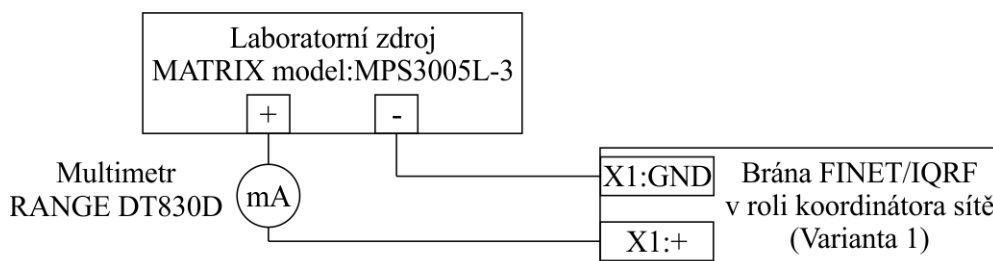 Laboratorní zdroj
MATRIX model:MPS3005L-3
+
-
Multimetr
RANGE DT830D
mA
X1:GND
X1:+
Brána FINET/IQRF
v roli koordinátora sítě
(Varianta 1)